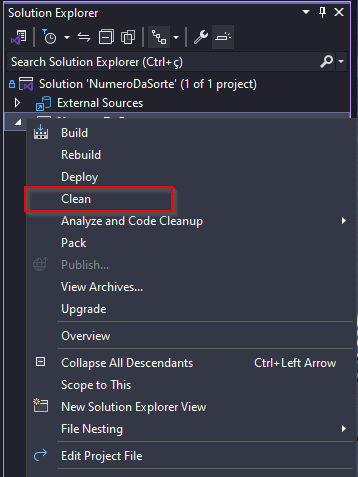 Solution Explorer
Search Solution Explorer (Ctrl+ç)
Solution 'NumeroDaSorte' (1 of 1 project)
External Sources
Build
Rebuild
Deploy
Clean
Analyze and Code Cleanup
Pack
Publish...
View Archives...
Upgrade
Overview
Collapse All Descendants Ctrl+Left Arrow
Scope to This
New Solution Explorer View
File Nesting
Edit Project File